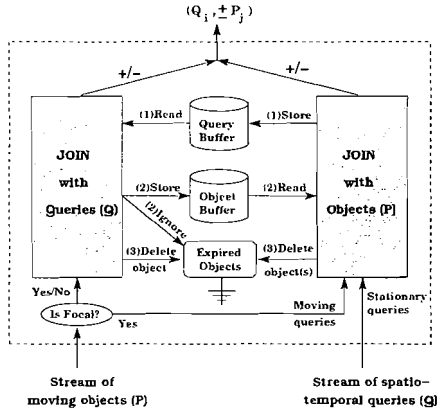 (Q i , ± P j )
+/−
+/−
(1)Read
(1)Store
Query
Buffer
JOIN
with
Queries (Q)
JOIN
with
Objects (P)
(2)Store
(2)Read
Object
Buffer
(2)Ignore
(3)Delete
object
Expired
Objects
(3)Delete
object(s)
Yes/No
Is Focal?
Yes
Moving
queries
Stationary
queries
Stream of
moving objects (P)
Stream of spatio-
temporal queries (Q)